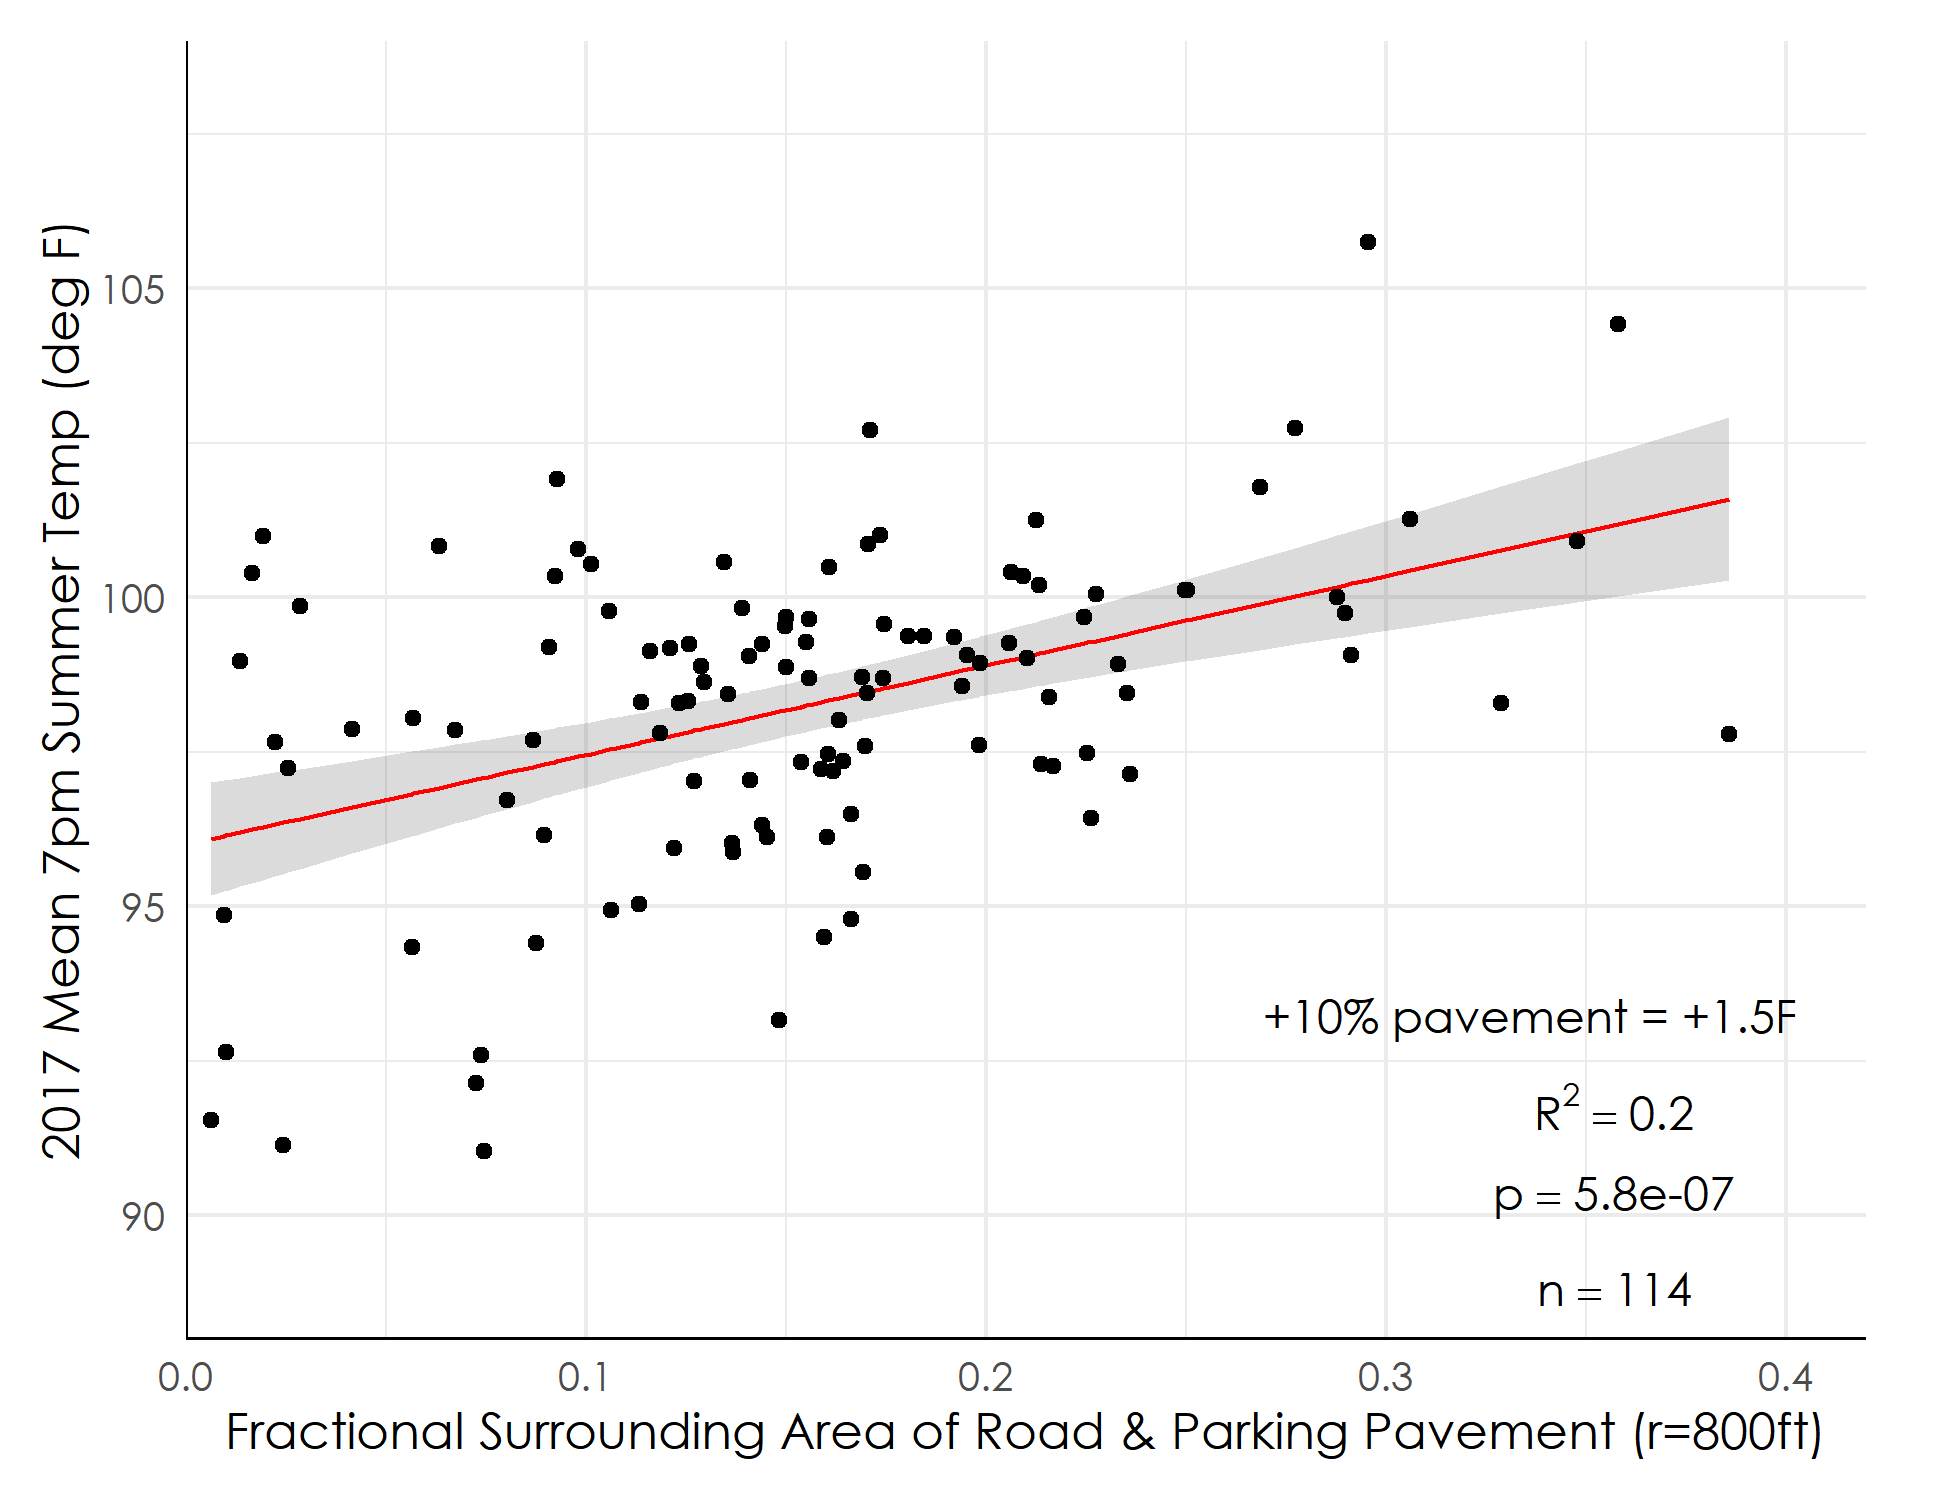 2017 Mean 7pm Summer Temp (deg F)
105
100
95
90
+10% pavement = +1.5F
R² = 0.2
p = 5.8e-07
n = 114
0.0 0.1 0.2 0.3 0.4
Fractional Surrounding Area of Road & Parking Pavement (r=800ft)